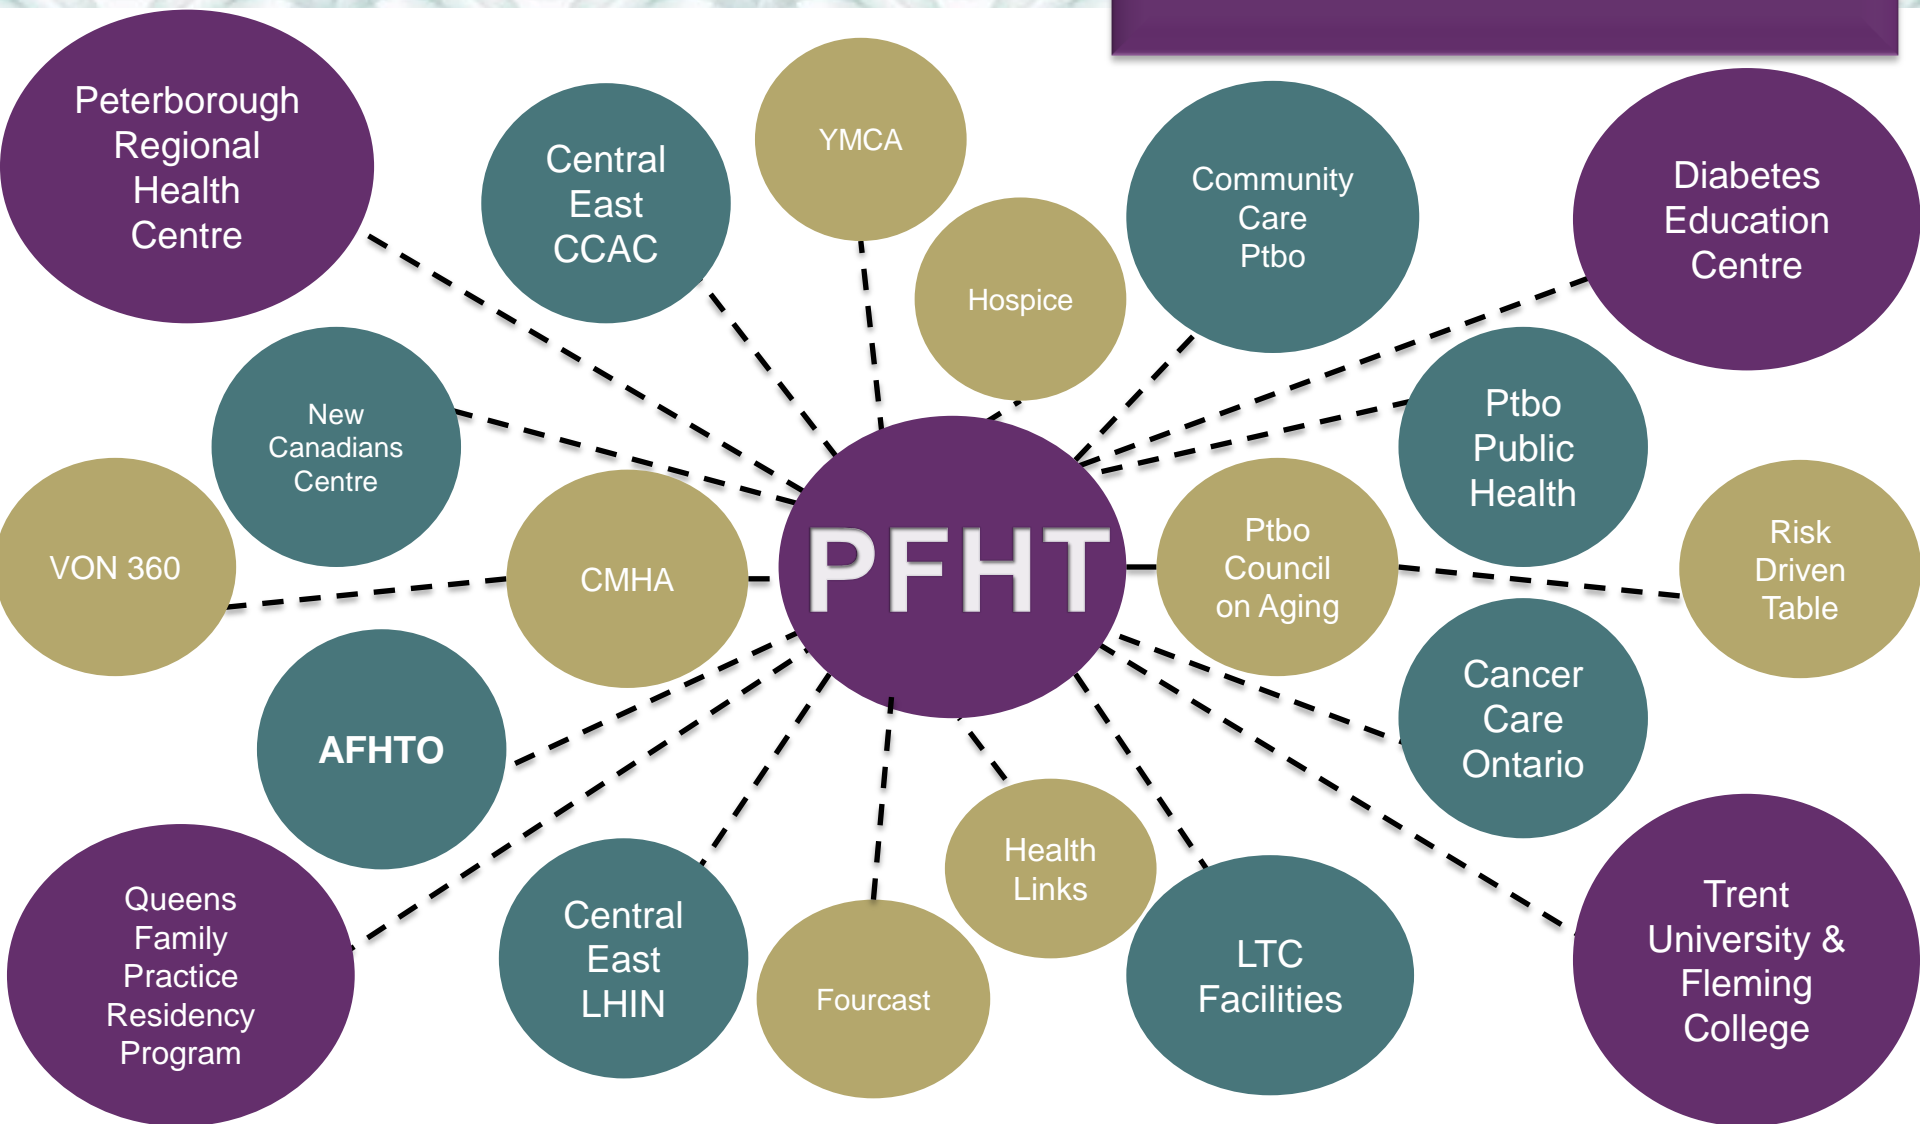 Peterborough
Regional
Health
Centre
Central
East
CCAC
YMCA
Hospice
Community
Care
Ptbo
Diabetes
Education
Centre
New
Canadians
Centre
Ptbo
Public
Health
VON 360
CMHA
PFHT
Ptbo
Council
on Aging
Risk
Driven
Table
AFHTO
Cancer
Care
Ontario
Queens
Family
Practice
Residency
Program
Central
East
LHIN
Fourcast
Health
Links
LTC
Facilities
Trent
University &
Fleming
College